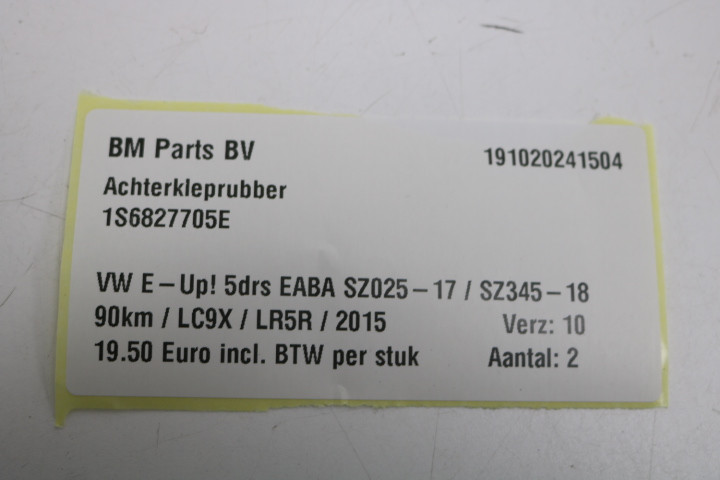 BM Parts BV 191020241504
Achterkleprubber
1S6827705E
VW E-Up! 5drs EABA SZ025-17 / SZ345-18
90km / LC9X / LR5R / 2015 Verz: 10
19.50 Euro incl. BTW per stuk Aantal: 2